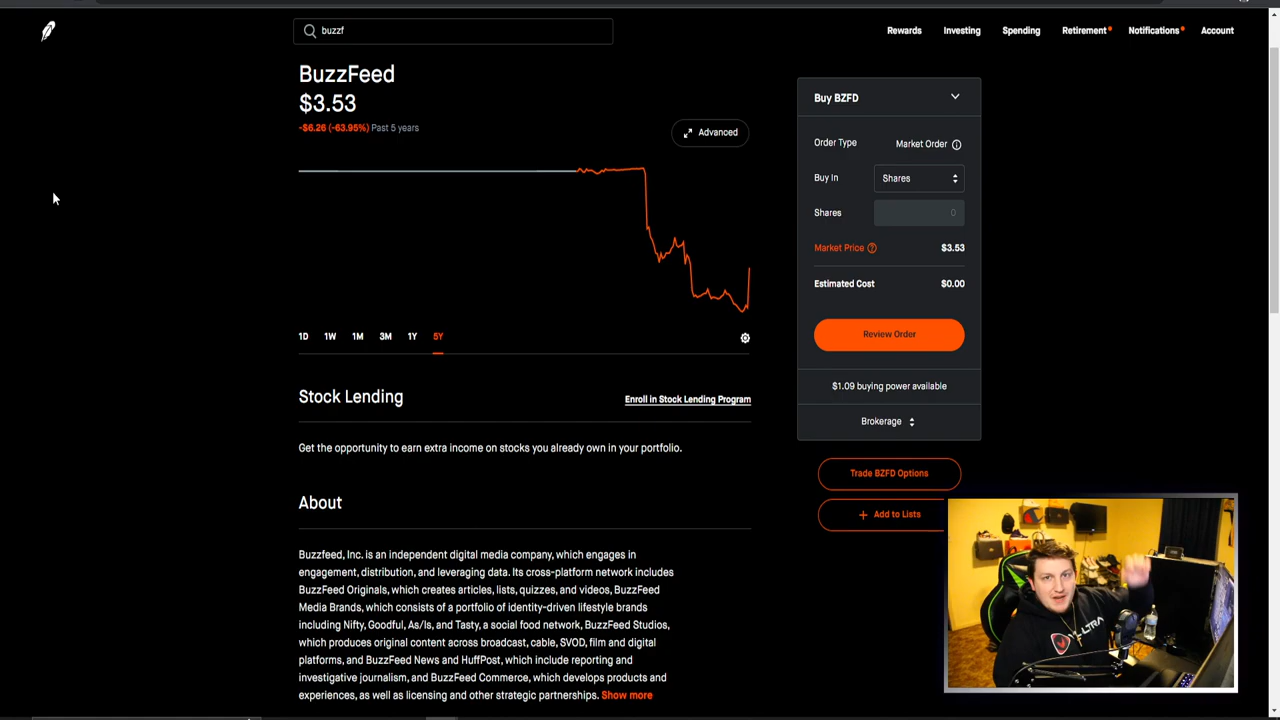 buzzf
Rewards
Investing
Spending
Retirement
Notifications
Account
BuzzFeed
$3.53
-$6.26 (-63.95%) Past 5 years
Advanced
1D 1W 1M 3M 1Y 5Y
Stock Lending
Enroll in Stock Lending Program
Get the opportunity to earn extra income on stocks you already own in your portfolio.
About
Buzzfeed, Inc. is an independent digital media company, which engages in
engagement, distribution, and leveraging data. Its cross-platform network includes
BuzzFeed Originals, which creates articles, lists, quizzes, and videos, BuzzFeed
Media Brands, which consists of a portfolio of identity-driven lifestyle brands
including Nifty, Goodful, As/Is, and Tasty, a social food network, BuzzFeed Studios,
which produces original content across broadcast, cable, SVOD, film and digital
platforms, and BuzzFeed News and HuffPost, which include reporting and
investigative journalism, and BuzzFeed Commerce, which develops products and
experiences, as well as licensing and other strategic partnerships. Show more
Buy BZFD
Order Type Market Order
Buy In Shares
Shares 0
Market Price $3.53
Estimated Cost $0.00
Review Order
$1.09 buying power available
Brokerage
Trade BZFD Options
+ Add to Lists